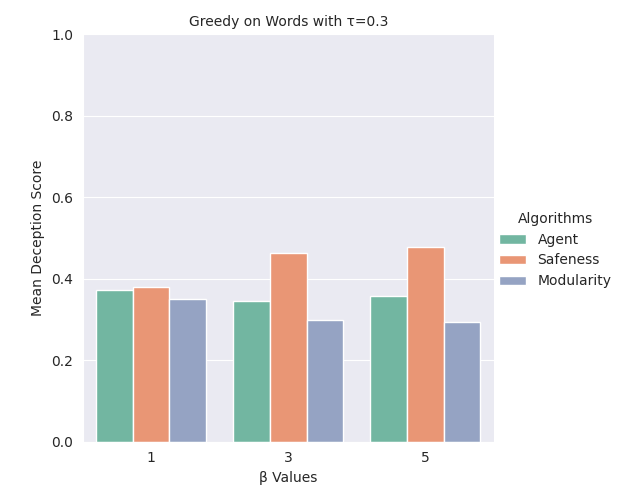 Greedy on Words with τ=0.3
Mean Deception Score
1.0
0.8
0.6
0.4
0.2
0.0
1
3
5
β Values
Algorithms
Agent
Safeness
Modularity